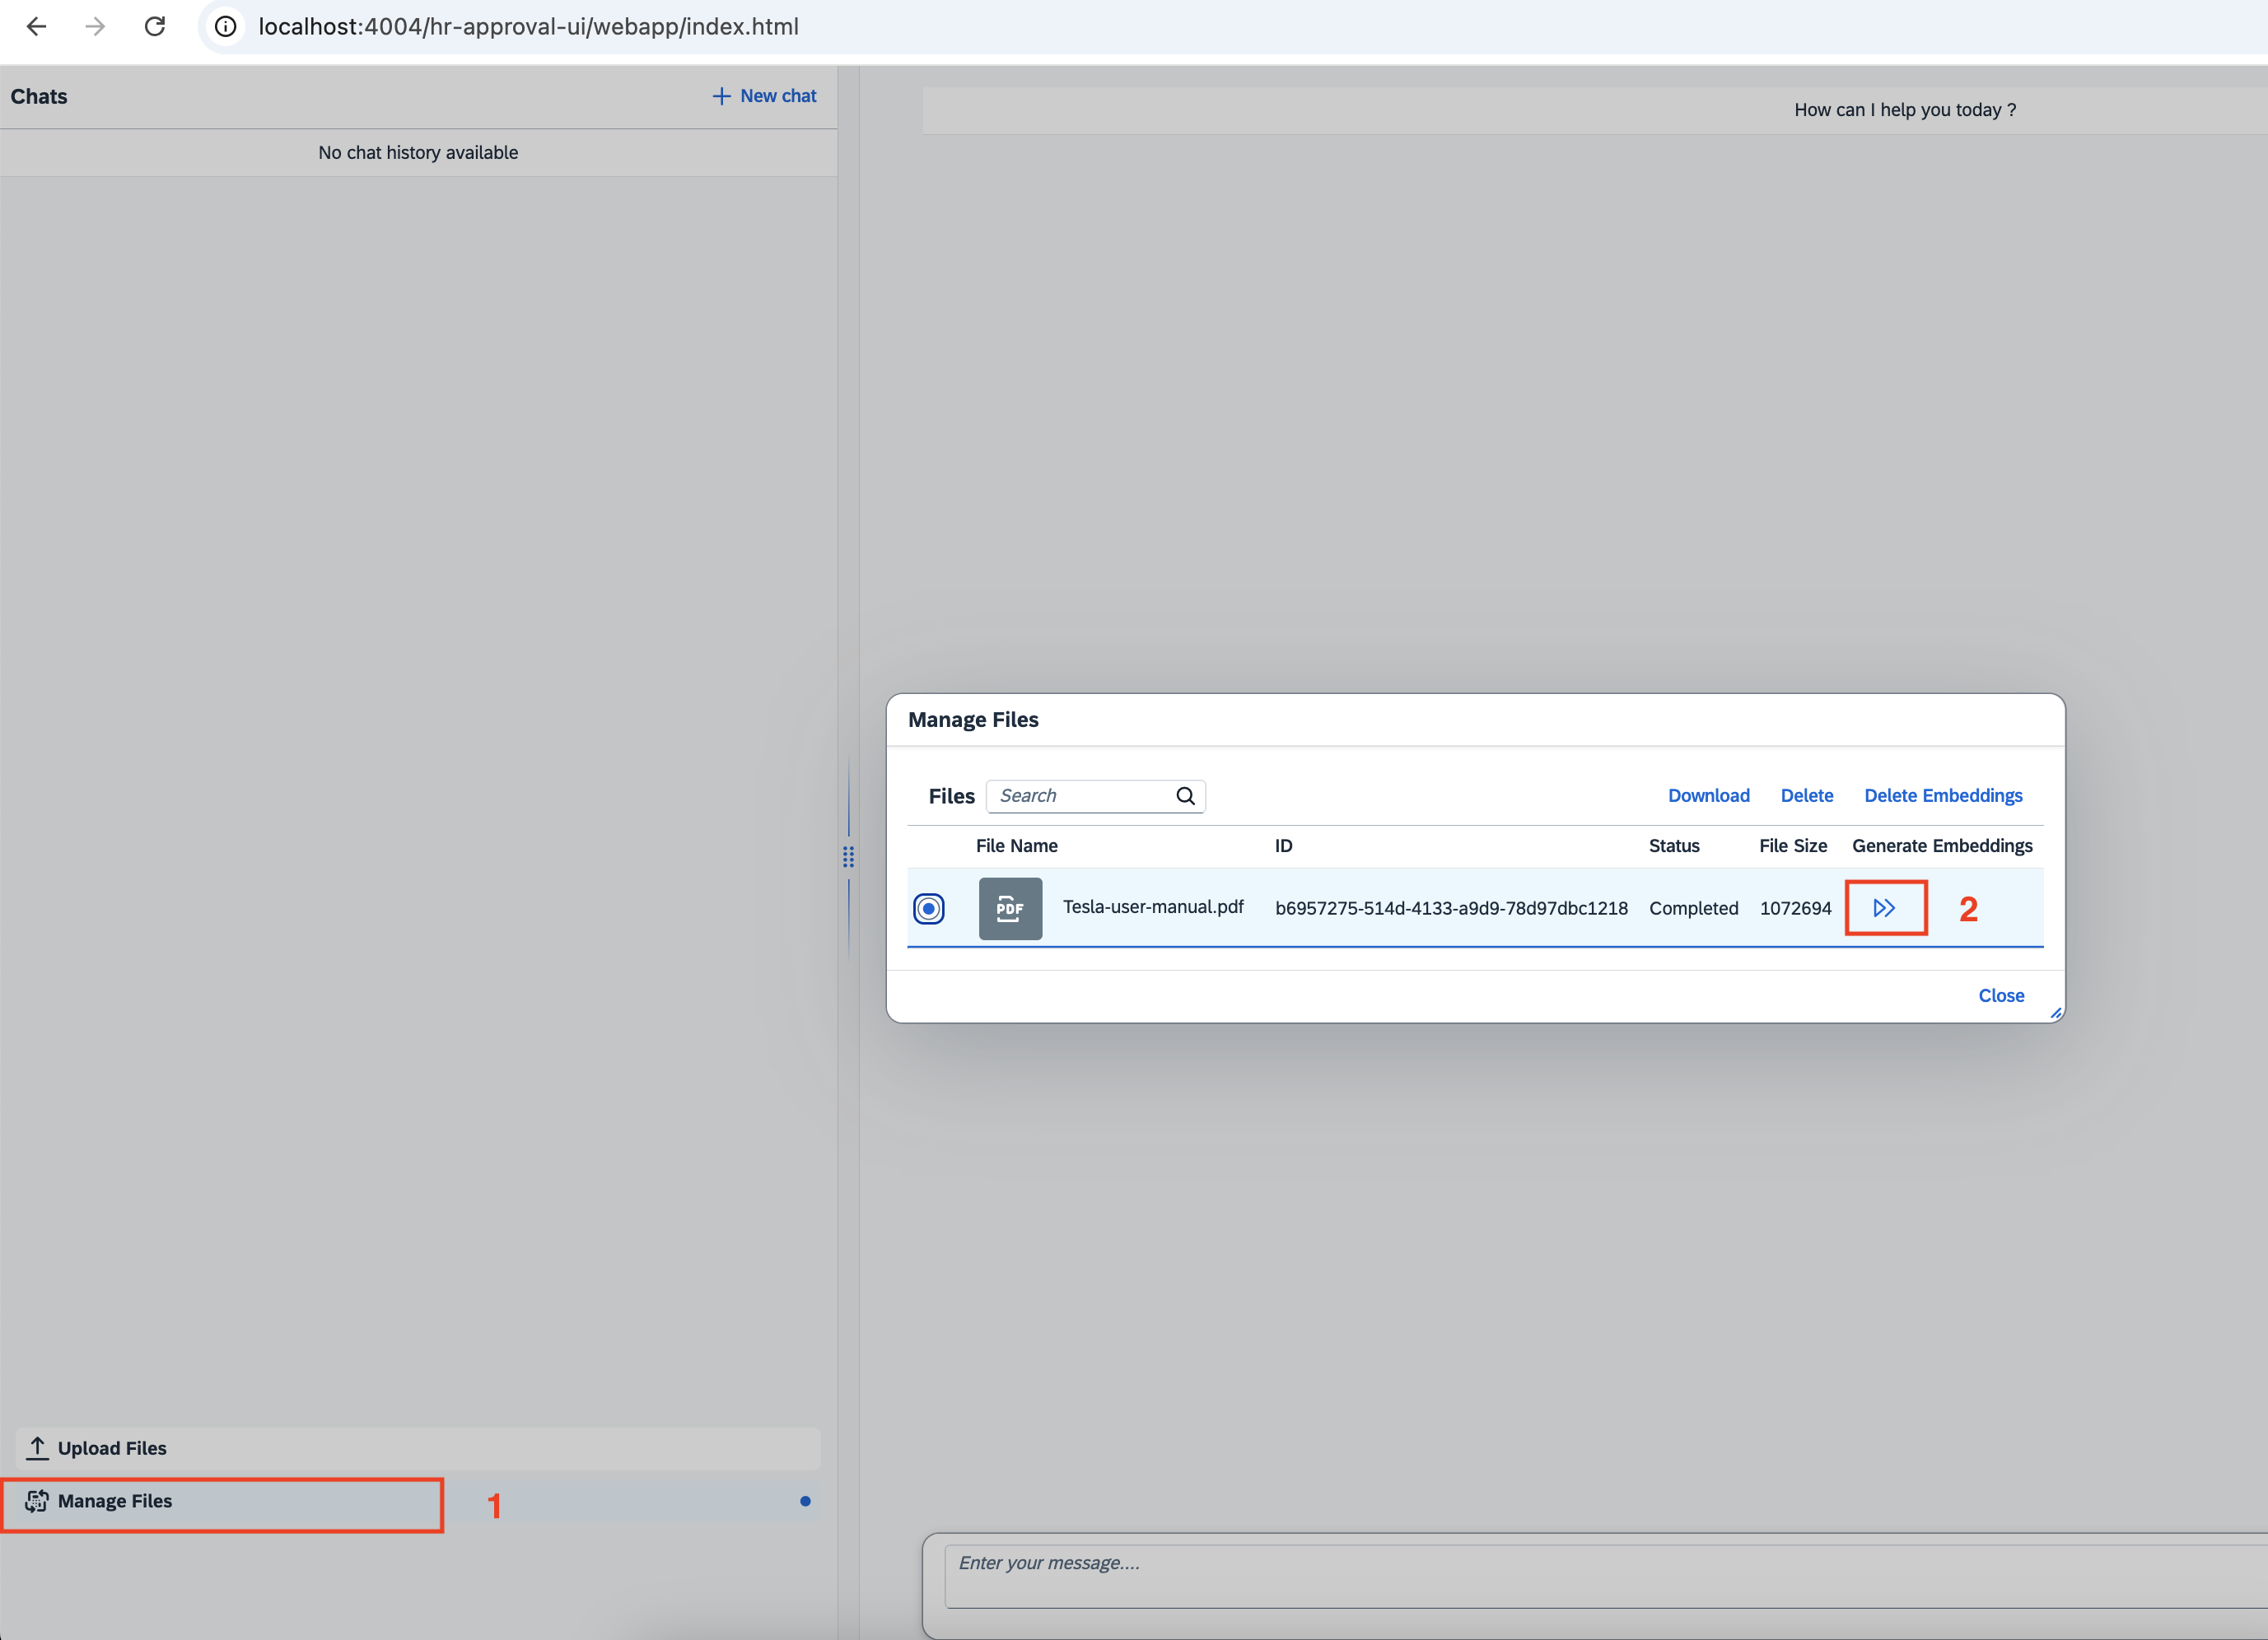 localhost:4004/hr-approval-ui/webapp/index.html
Chats
New chat
No chat history available
How can I help you today ?
Manage Files
Files
Search
Download
Delete
Delete Embeddings
File Name
ID
Status
File Size
Generate Embeddings
PDF
Tesla-user-manual.pdf
b6957275-514d-4133-a9d9-78d97dbc1218
Completed
1072694
2
Close
Upload Files
Manage Files
1
Enter your message....